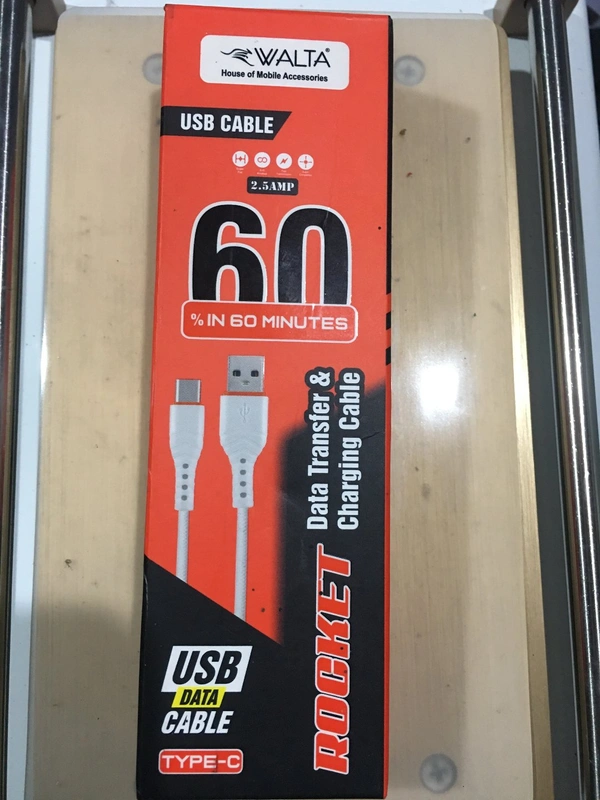 WALTA®
House of Mobile Accessories
USB CABLE
2.5AMP
60
% IN 60 MINUTES
Data Transfer &
Charging Cable
ROCKET
USB
DATA
CABLE
TYPE-C